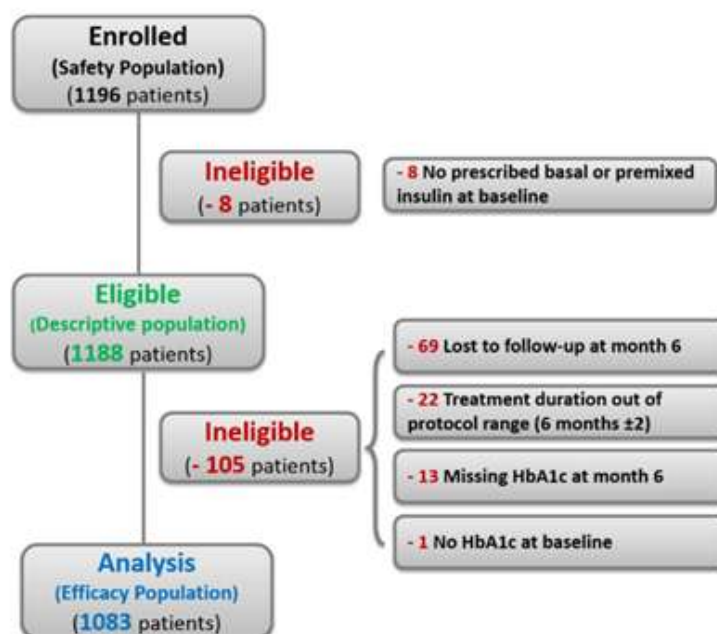 Enrolled
(Safety Population)
(1196 patients)
Ineligible
(- 8 patients)
- 8 No prescribed basal or premixed
insulin at baseline
Eligible
(Descriptive population)
(1188 patients)
Ineligible
(- 105 patients)
- 69 Lost to follow-up at month 6
- 22 Treatment duration out of
protocol range (6 months ±2)
- 13 Missing HbA1c at month 6
- 1 No HbA1c at baseline
Analysis
(Efficacy Population)
(1083 patients)